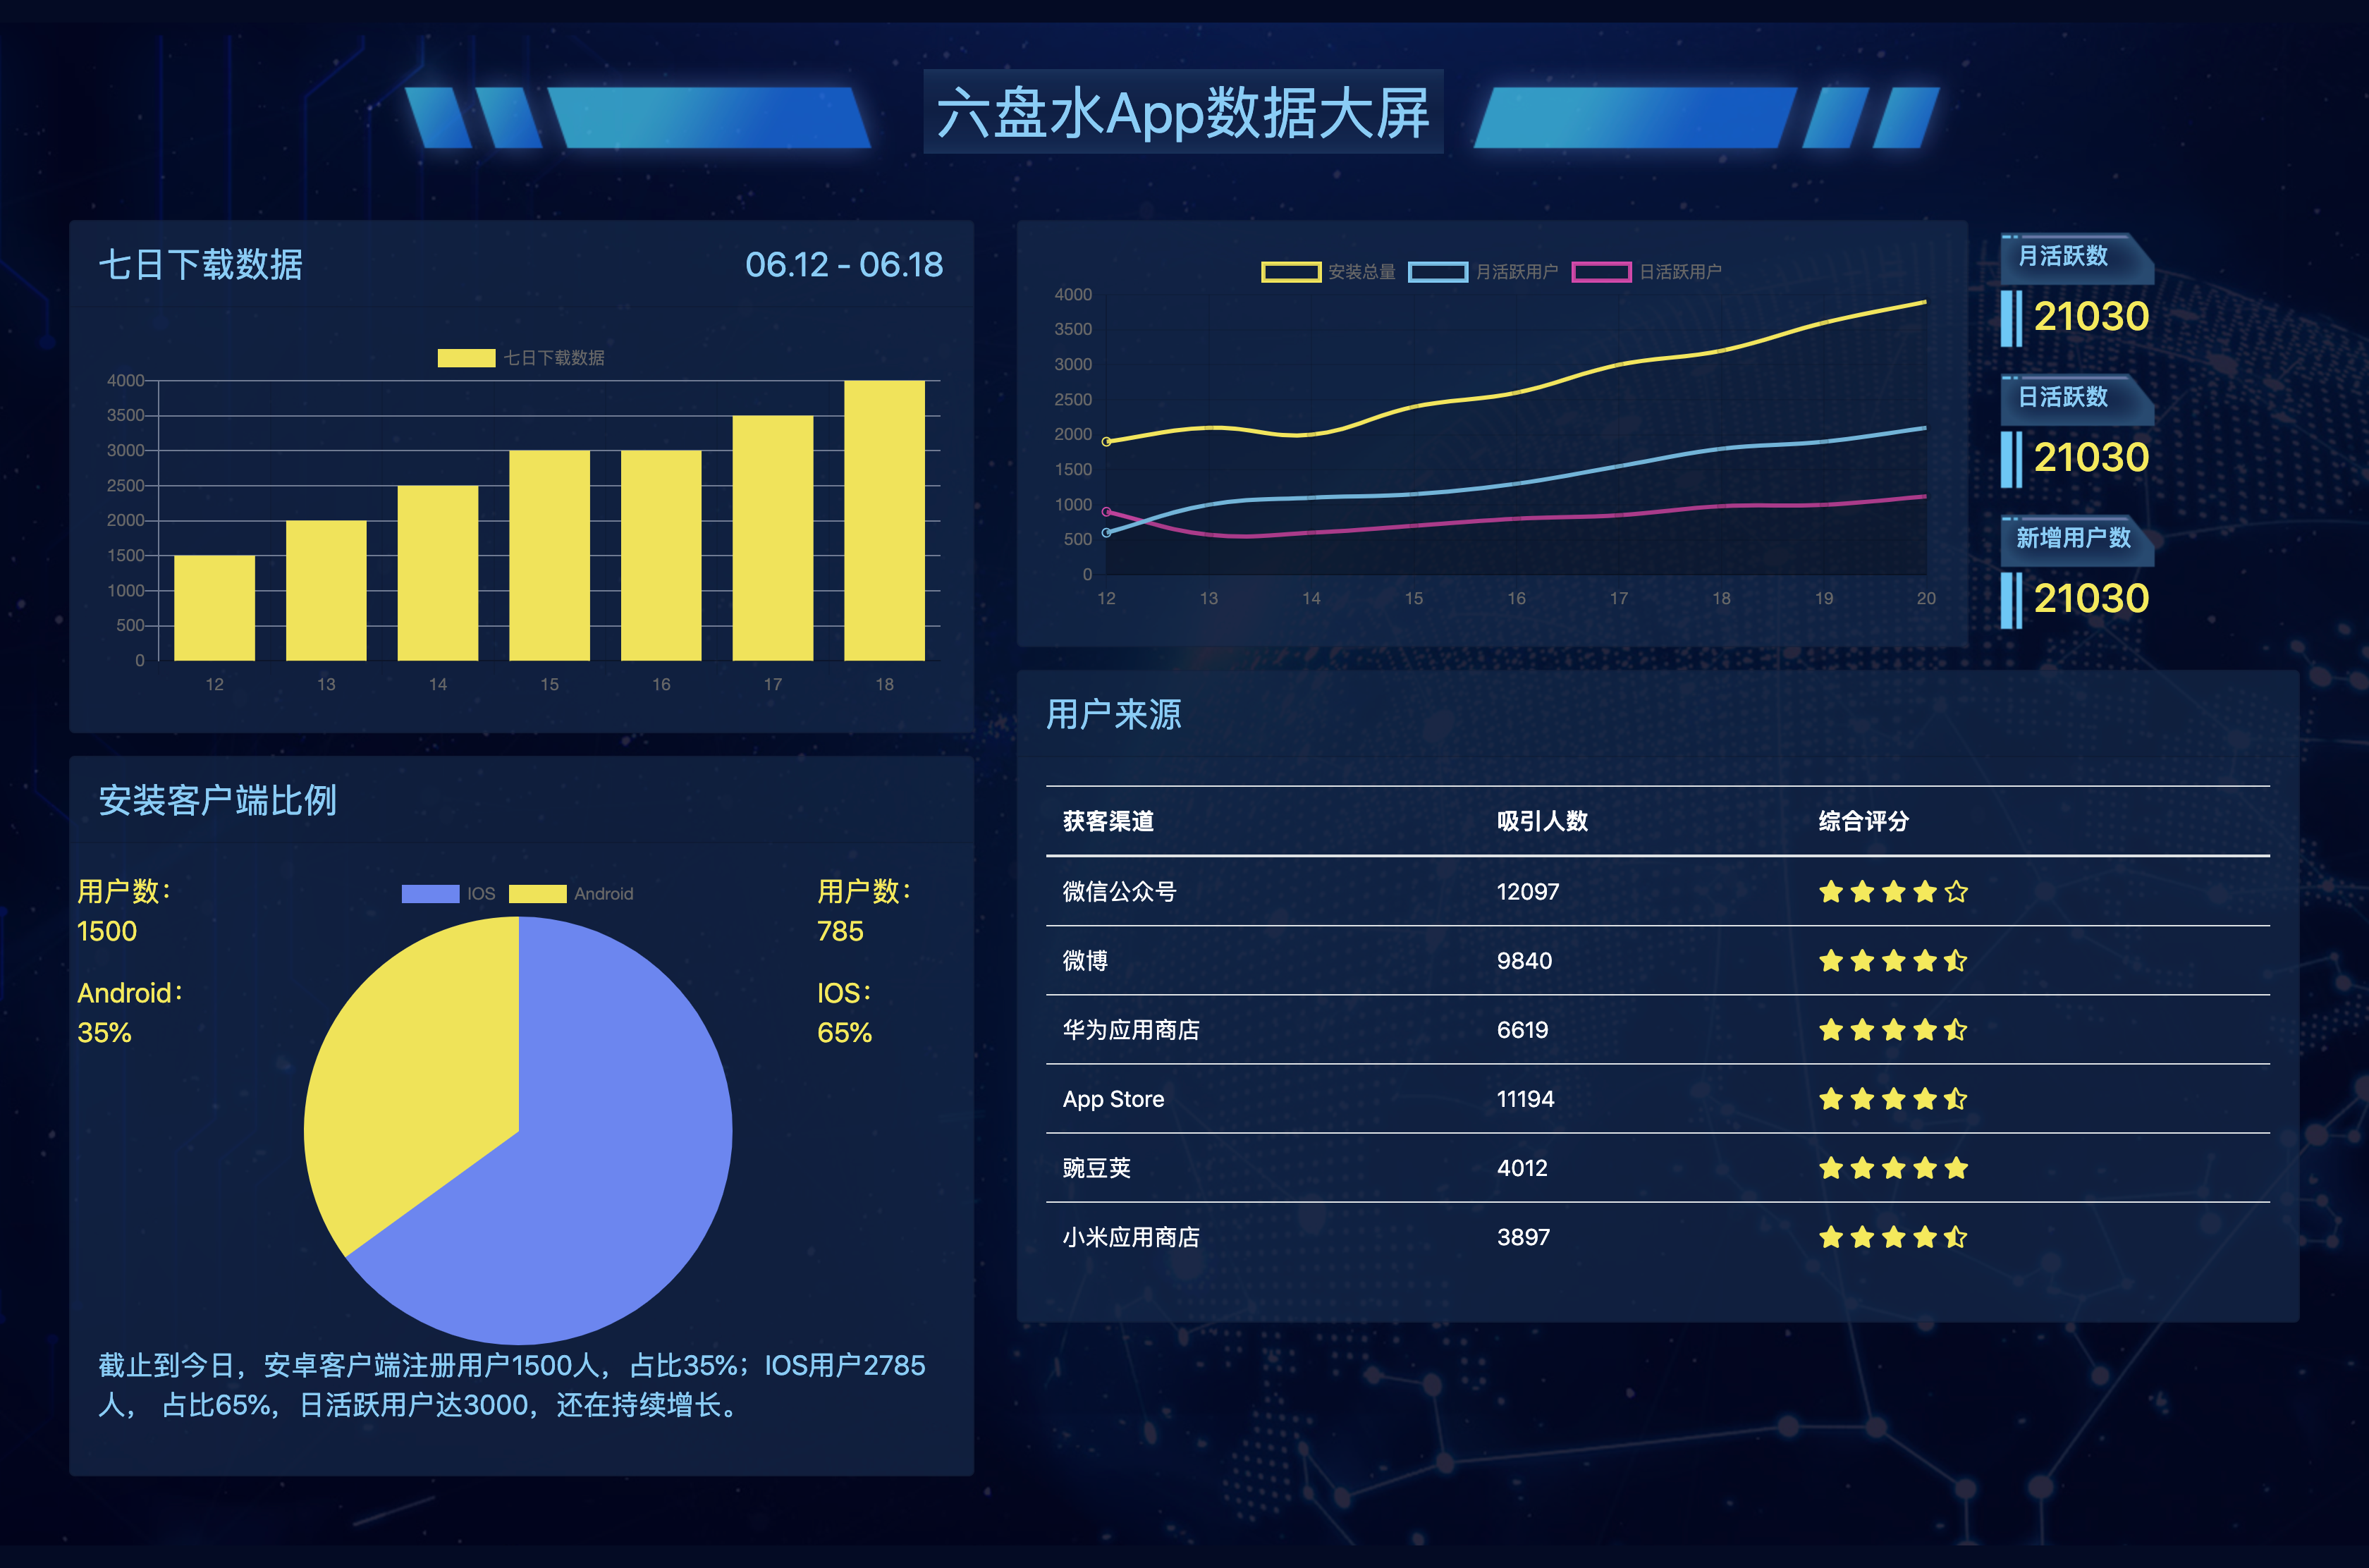 六盘水App数据大屏
七日下载数据
06.12 - 06.18
七日下载数据
4000
3500
3000
2500
2000
1500
1000
500
0
12 13 14 15 16 17 18
安装总量 月活跃用户 日活跃用户
4000
3500
3000
2500
2000
1500
1000
500
0
12 13 14 15 16 17 18 19 20
月活跃数
21030
日活跃数
21030
新增用户数
21030
安装客户端比例
用户数：
1500
Android：
35%
IOS Android
用户数：
785
IOS：
65%
截止到今日，安卓客户端注册用户1500人，占比35%；IOS用户2785
人， 占比65%，日活跃用户达3000，还在持续增长。
用户来源
获客渠道 吸引人数 综合评分
微信公众号 12097
微博 9840
华为应用商店 6619
App Store 11194
豌豆荚 4012
小米应用商店 3897